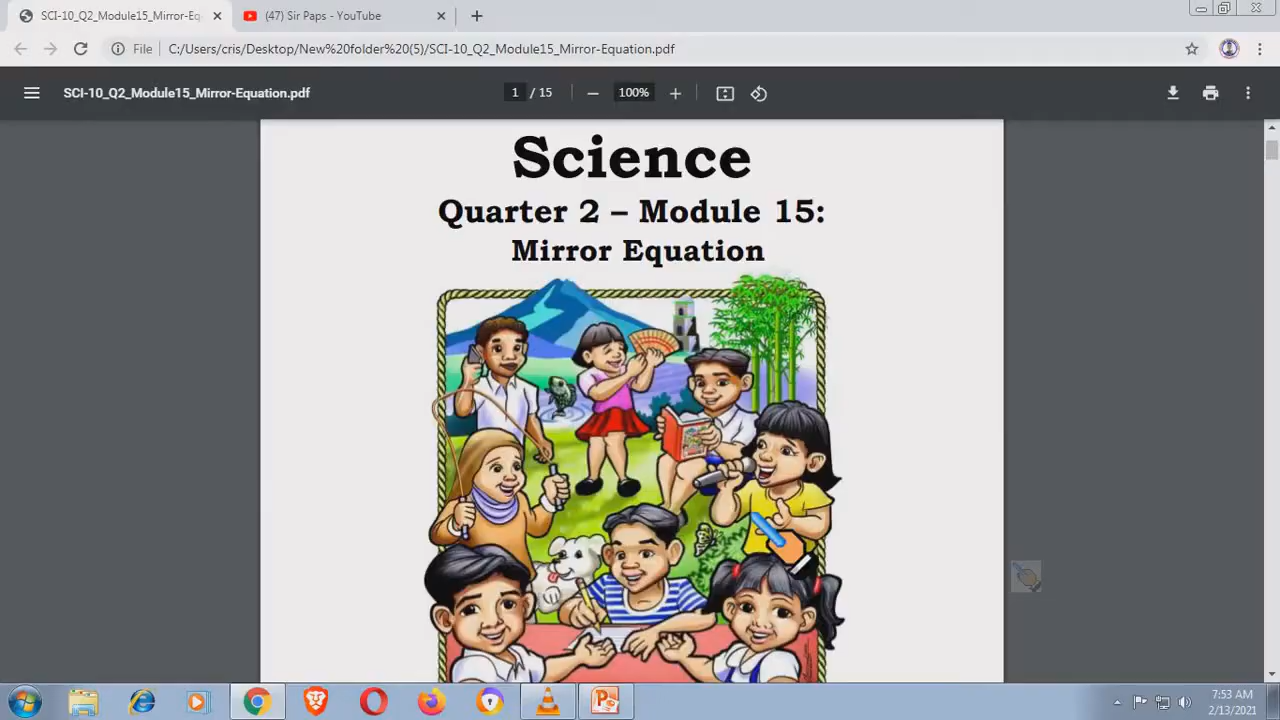 SCI-10_Q2_Module15_Mirror-Eq
(47) Sir Paps - YouTube
File
C:/Users/cris/Desktop/New%20folder%20(5)/SCI-10_Q2_Module15_Mirror-Equation.pdf
SCI-10_Q2_Module15_Mirror-Equation.pdf
1 / 15
100%
Science
Quarter 2 – Module 15:
Mirror Equation
7:53 AM
2/13/2021